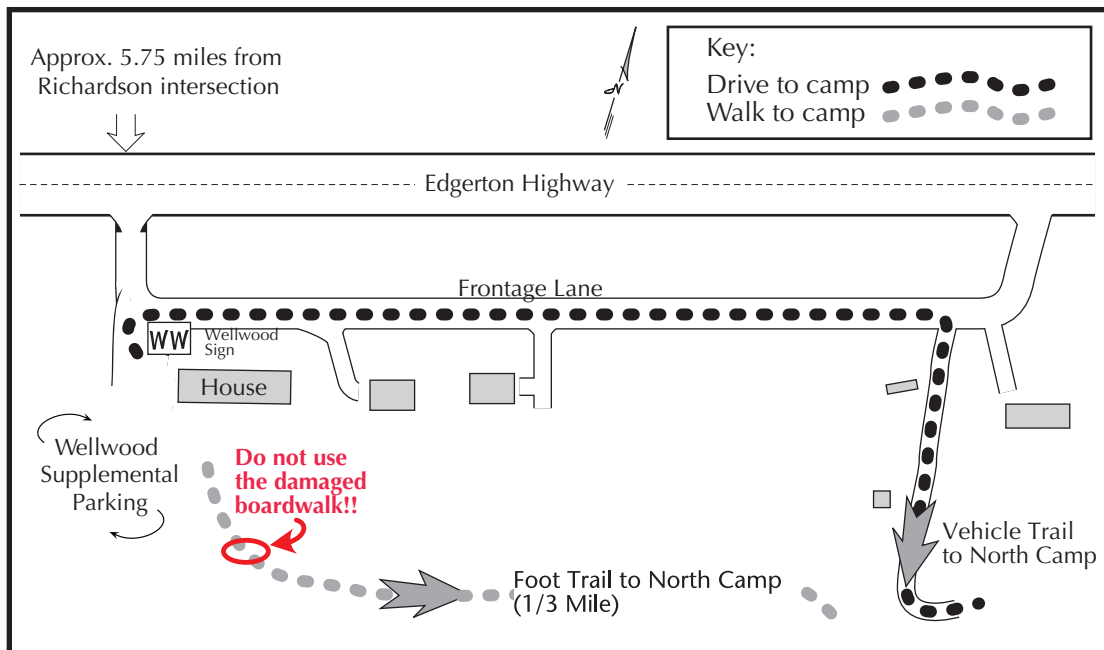 Approx. 5.75 miles from
Richardson intersection
N
Key:
Drive to camp
Walk to camp
Edgerton Highway
Frontage Lane
WW
Wellwood
Sign
House
Wellwood
Supplemental
Parking
Do not use
the damaged
boardwalk!!
Foot Trail to North Camp
(1/3 Mile)
Vehicle Trail
to North Camp